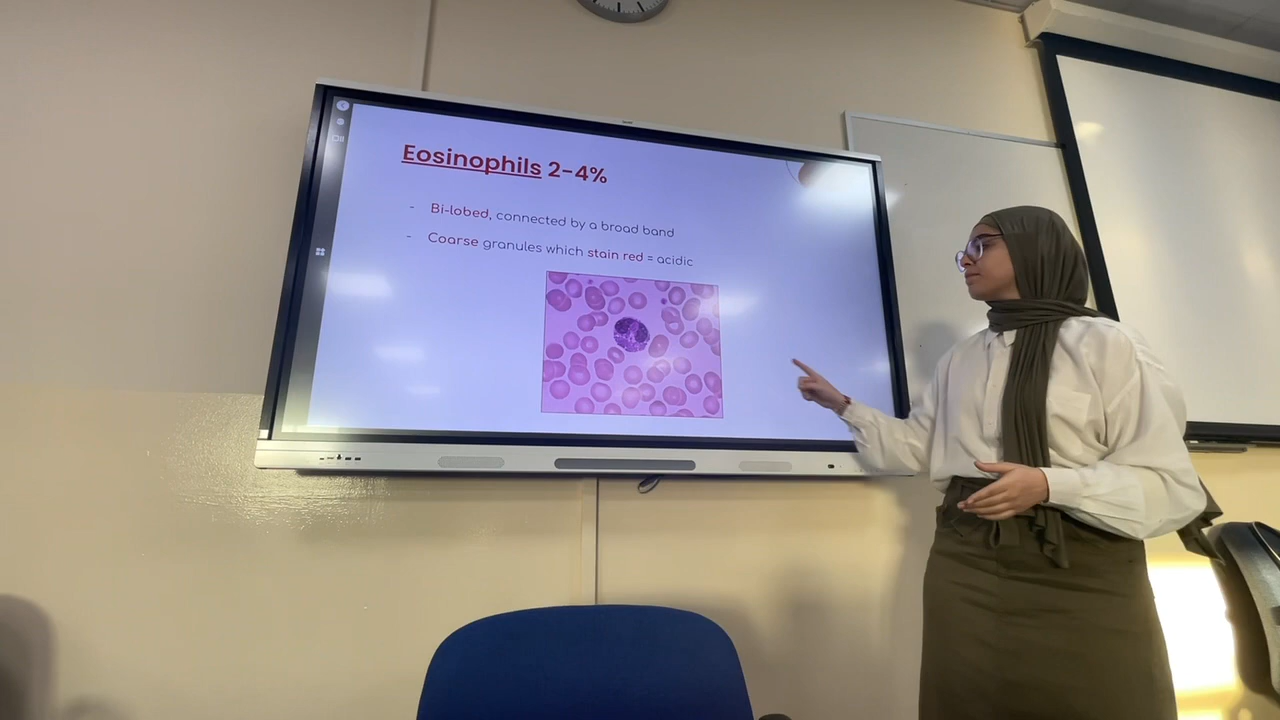 Eosinophils 2-4%
- Bi-lobed, connected by a broad band
- Coarse granules which stain red = acidic